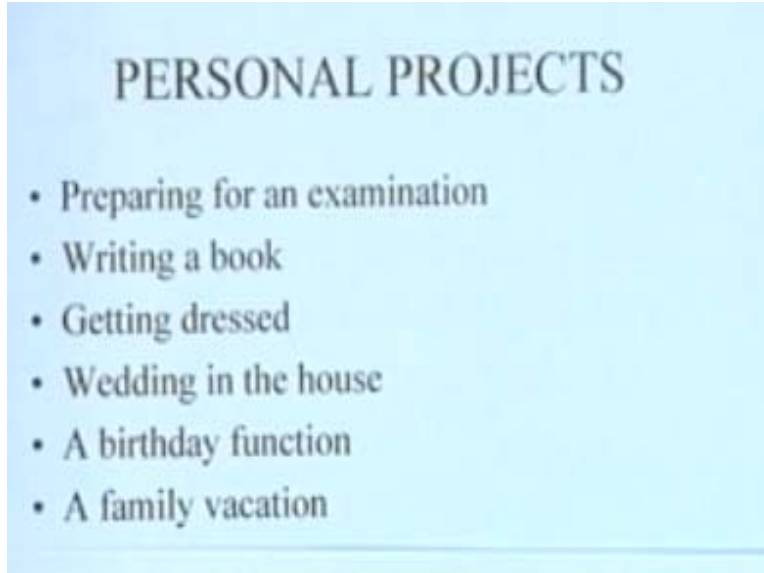 PERSONAL PROJECTS
• Preparing for an examination
• Writing a book
• Getting dressed
• Wedding in the house
• A birthday function
• A family vacation